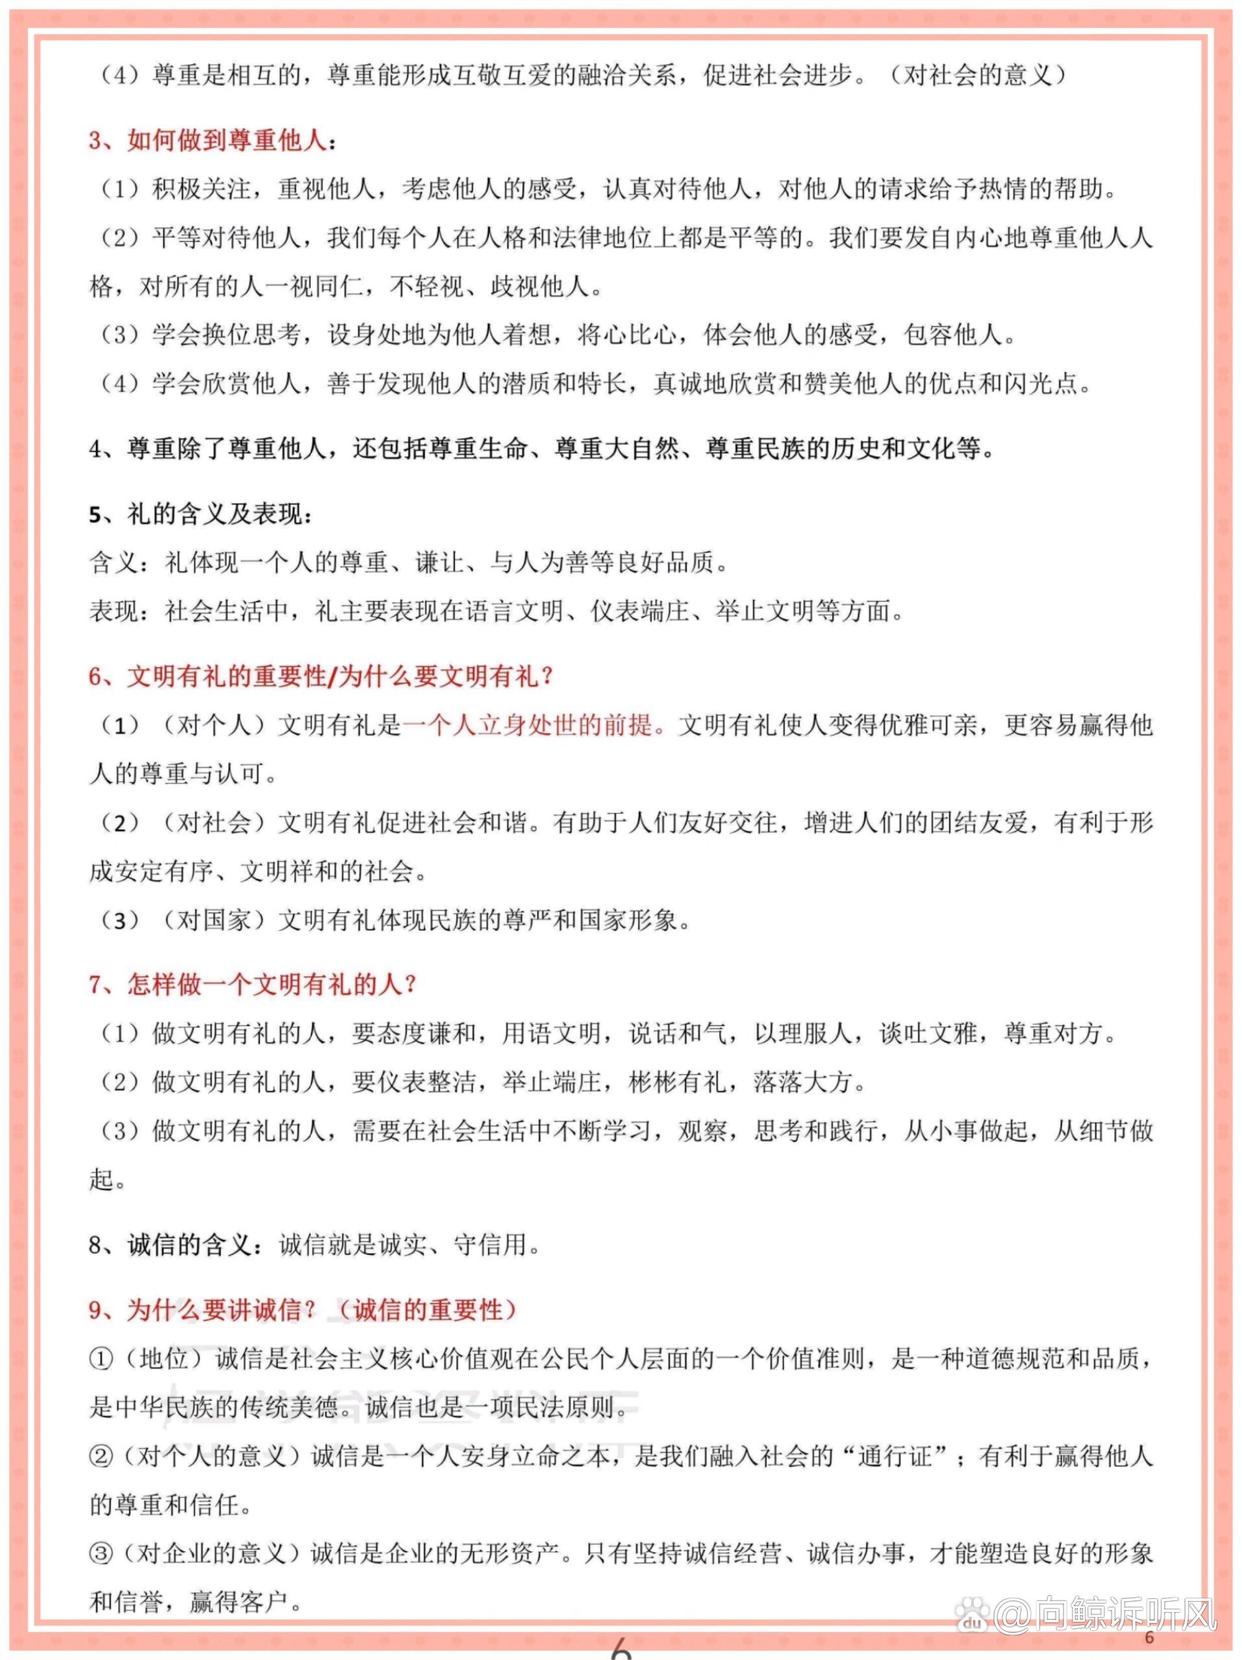 （4）尊重是相互的，尊重能形成互敬互爱的融洽关系，促进社会进步。（对社会的意义）
3、如何做到尊重他人：
（1）积极关注，重视他人，考虑他人的感受，认真对待他人，对他人的请求给予热情的帮助。
（2）平等对待他人，我们每个人在人格和法律地位上都是平等的。我们要发自内心地尊重他人人
格，对所有的人一视同仁，不轻视、歧视他人。
（3）学会换位思考，设身处地为他人着想，将心比心，体会他人的感受，包容他人。
（4）学会欣赏他人，善于发现他人的潜质和特长，真诚地欣赏和赞美他人的优点和闪光点。
4、尊重除了尊重他人，还包括尊重生命、尊重大自然、尊重民族的历史和文化等。
5、礼的含义及表现：
含义：礼体现一个人的尊重、谦让、与人为善等良好品质。
表现：社会生活中，礼主要表现在语言文明、仪表端庄、举止文明等方面。
6、文明有礼的重要性/为什么要文明有礼？
（1）（对个人）文明有礼是一个人立身处世的前提。文明有礼使人变得优雅可亲，更容易赢得他
人的尊重与认可。
（2）（对社会）文明有礼促进社会和谐。有助于人们友好交往，增进人们的团结友爱，有利于形
成安定有序、文明祥和的社会。
（3）（对国家）文明有礼体现民族的尊严和国家形象。
7、怎样做一个文明有礼的人？
（1）做文明有礼的人，要态度谦和，用语文明，说话和气，以理服人，谈吐文雅，尊重对方。
（2）做文明有礼的人，要仪表整洁，举止端庄，彬彬有礼，落落大方。
（3）做文明有礼的人，需要在社会生活中不断学习，观察，思考和践行，从小事做起，从细节做
起。
8、诚信的含义：诚信就是诚实、守信用。
9、为什么要讲诚信？（诚信的重要性）
①（地位）诚信是社会主义核心价值观在公民个人层面的一个价值准则，是一种道德规范和品质，
是中华民族的传统美德。诚信也是一项民法原则。
②（对个人的意义）诚信是一个人安身立命之本，是我们融入社会的“通行证”；有利于赢得他人
的尊重和信任。
③（对企业的意义）诚信是企业的无形资产。只有坚持诚信经营、诚信办事，才能塑造良好的形象
和信誉，赢得客户。
du @向鲸诉听风
6
6